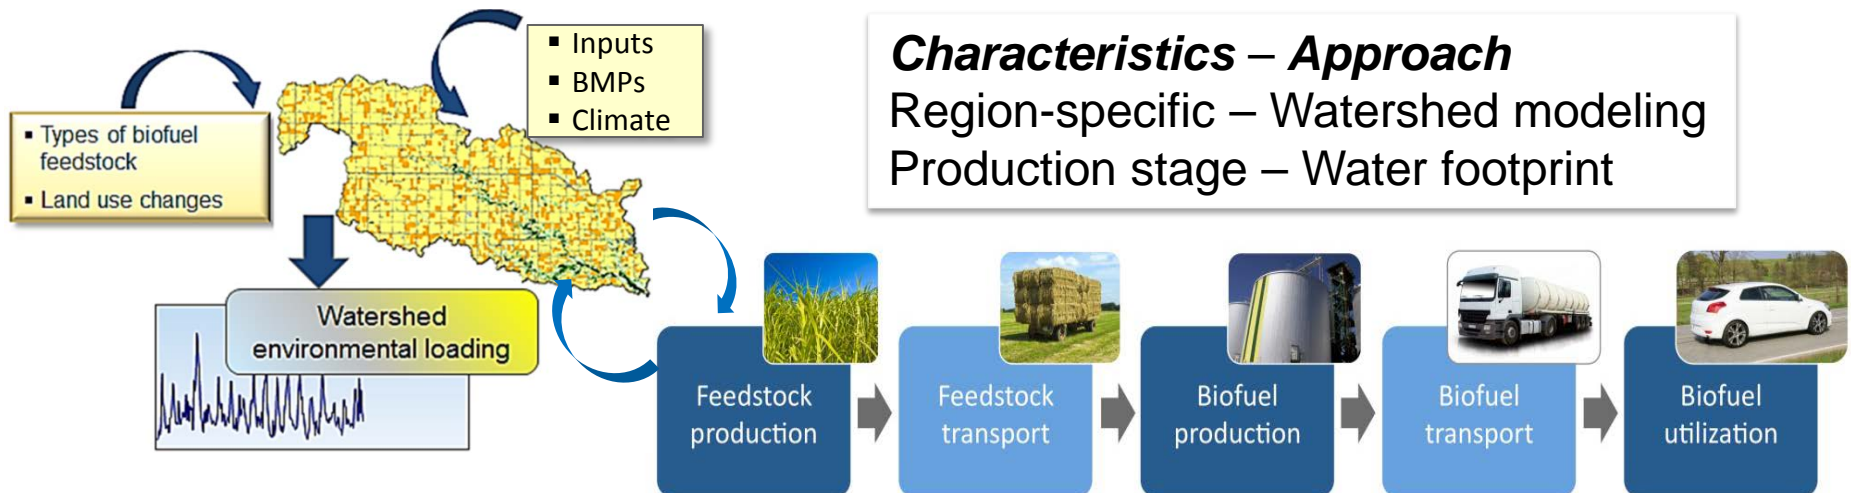 ▪ Inputs
▪ BMPs
▪ Climate
▪ Types of biofuel
feedstock
▪ Land use changes
Watershed
environmental loading
Characteristics – Approach
Region-specific – Watershed modeling
Production stage – Water footprint
Feedstock
production
Feedstock
transport
Biofuel
production
Biofuel
transport
Biofuel
utilization